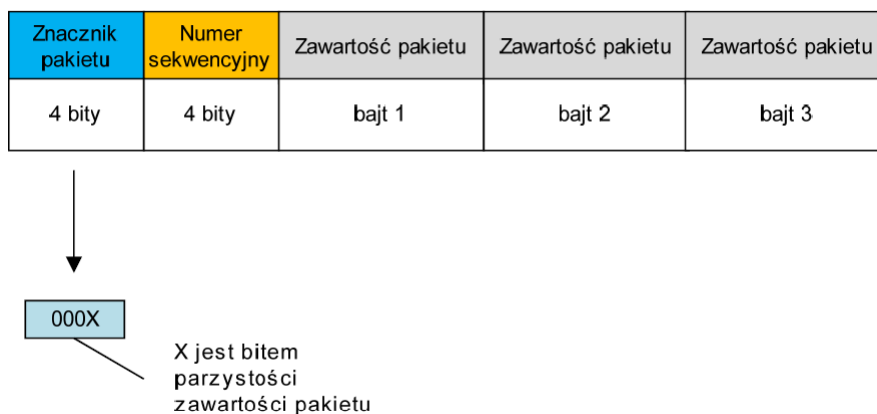 Znacznik
pakietu
Numer
sekwencyjny
Zawartość pakietu
Zawartość pakietu
Zawartość pakietu
4 bity
4 bity
bajt 1
bajt 2
bajt 3
000X
X jest bitem
parzystości
zawartości pakietu